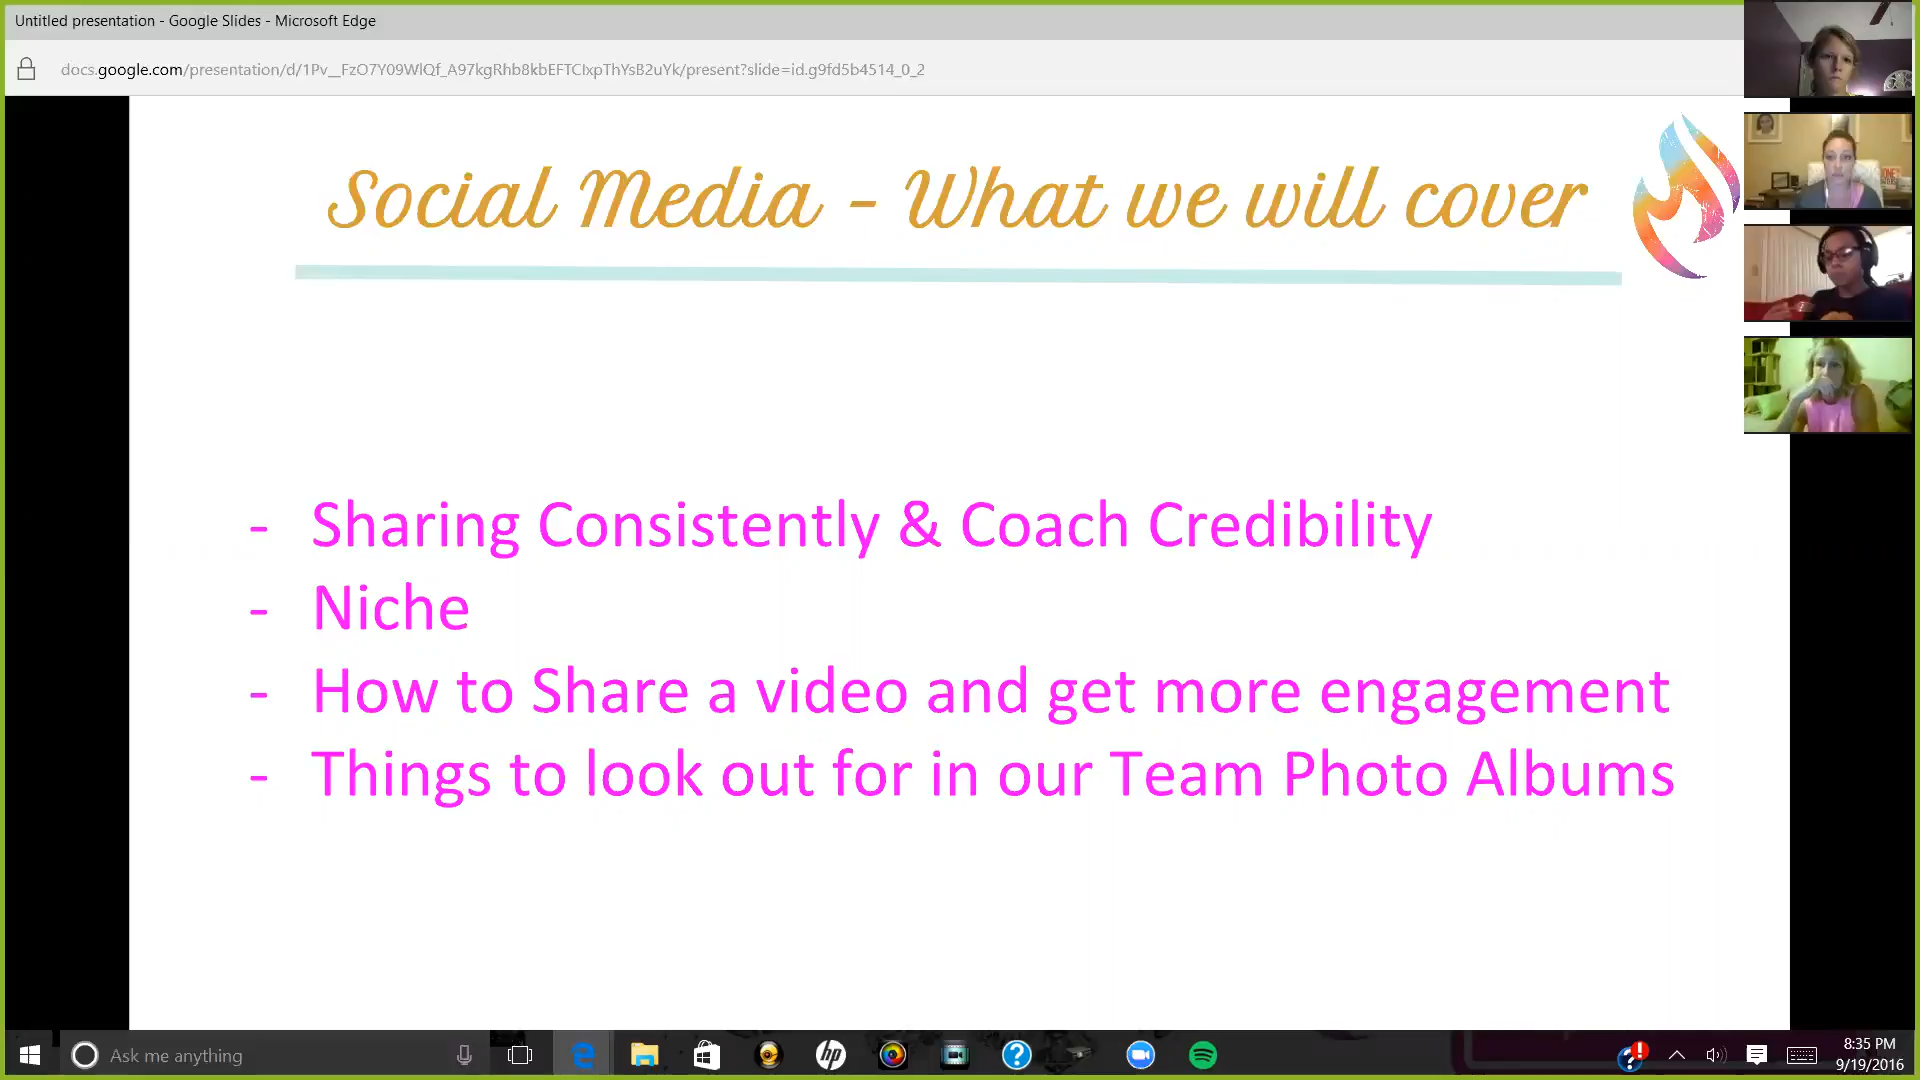 Untitled presentation - Google Slides - Microsoft Edge
docs.google.com/presentation/d/1Pv__FzO7Y09WlQf_A97kgRhb8kbEFTCIxpThYsB2uYk/present?slide=id.g9fd5b4514_0_2
Social Media - What we will cover
- Sharing Consistently & Coach Credibility
- Niche
- How to Share a video and get more engagement
- Things to look out for in our Team Photo Albums
Ask me anything
hp
8:35 PM
9/19/2016